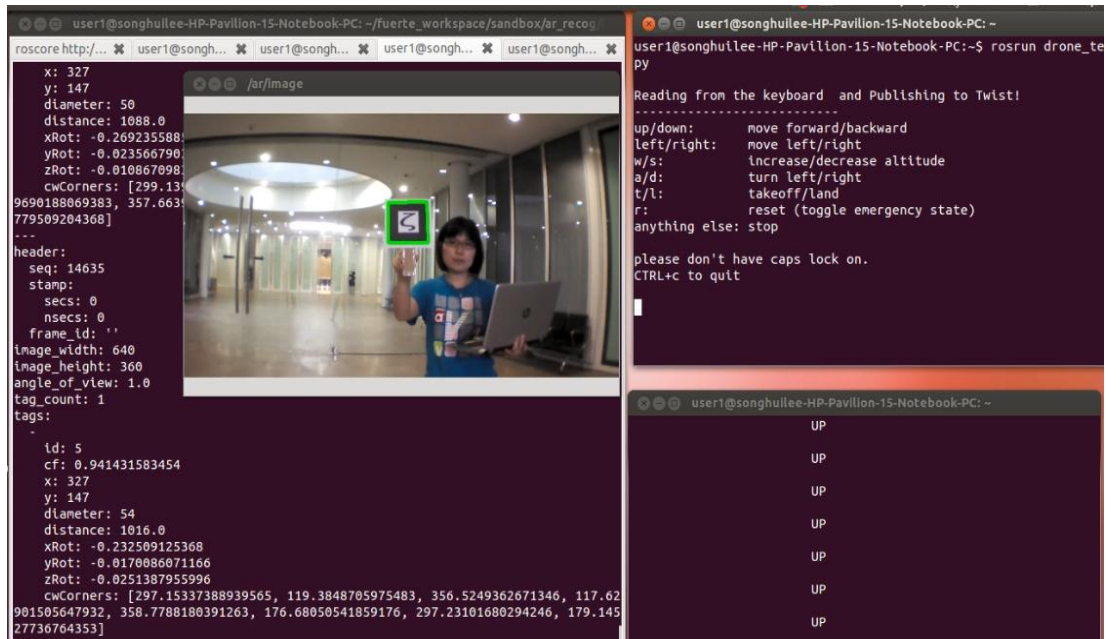 user1@songhuilee-HP-Pavilion-15-Notebook-PC: ~/fuerte_workspace/sandbox/ar_recog/
roscore http:/... user1@songh... user1@songh... user1@songh... user1@songh...
x: 327
y: 147
diameter: 50
distance: 1088.0
xRot: -0.269235588
yRot: -0.02356679
zRot: -0.01086709
cwCorners: [299.13
9690188069383, 357.663
779509204368]
---
header:
seq: 14635
stamp:
secs: 0
nsecs: 0
frame_id: ''
image_width: 640
image_height: 360
angle_of_view: 1.0
tag_count: 1
tags:
-
id: 5
cf: 0.941431583454
x: 327
y: 147
diameter: 54
distance: 1016.0
xRot: -0.232509125368
yRot: -0.0170086071166
zRot: -0.0251387955996
cwCorners: [297.15337388939565, 119.3848705975483, 356.5249362671346, 117.62
901505647932, 358.7788180391263, 176.68050541859176, 297.23101680294246, 179.145
27736764353]
/ar/image
ζ
user1@songhuilee-HP-Pavilion-15-Notebook-PC: ~
user1@songhuilee-HP-Pavilion-15-Notebook-PC:~$ rosrun drone_te
py
Reading from the keyboard and Publishing to Twist!
---------------------------
up/down: move forward/backward
left/right: move left/right
w/s: increase/decrease altitude
a/d: turn left/right
t/l: takeoff/land
r: reset (toggle emergency state)
anything else: stop
please don't have caps lock on.
CTRL+c to quit
user1@songhuilee-HP-Pavilion-15-Notebook-PC: ~
UP
UP
UP
UP
UP
UP
UP